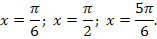 x = π/6; x = π/2; x = 5π/6.